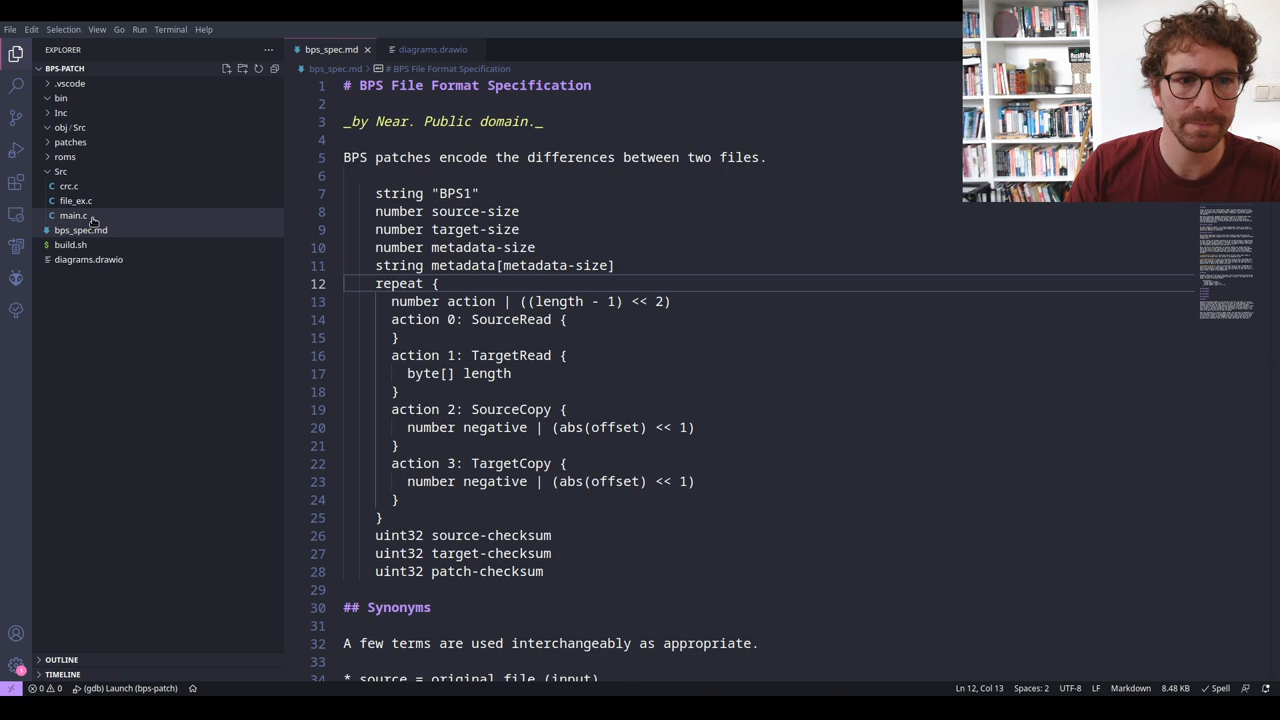 File Edit Selection View Go Run Terminal Help
EXPLORER
BPS-PATCH
.vscode
bin
Inc
obj / Src
patches
roms
Src
C crc.c
C file_ex.c
C main.c
bps_spec.md
$ build.sh
diagrams.drawio
OUTLINE
TIMELINE
bps_spec.md
diagrams.drawio
bps_spec.md > # BPS File Format Specification
1 # BPS File Format Specification
2
3 _by Near. Public domain._
4
5 BPS patches encode the differences between two files.
6
7 string "BPS1"
8 number source-size
9 number target-size
10 number metadata-size
11 string metadata[metadata-size]
12 repeat {
13 number action | ((length - 1) << 2)
14 action 0: SourceRead {
15 }
16 action 1: TargetRead {
17 byte[] length
18 }
19 action 2: SourceCopy {
20 number negative | (abs(offset) << 1)
21 }
22 action 3: TargetCopy {
23 number negative | (abs(offset) << 1)
24 }
25 }
26 uint32 source-checksum
27 uint32 target-checksum
28 uint32 patch-checksum
29
30 ## Synonyms
31
32 A few terms are used interchangeably as appropriate.
33
34 * source = original file (input)
0 0 (gdb) Launch (bps-patch) Ln 12, Col 13 Spaces: 2 UTF-8 LF Markdown 8.48 KB Spell